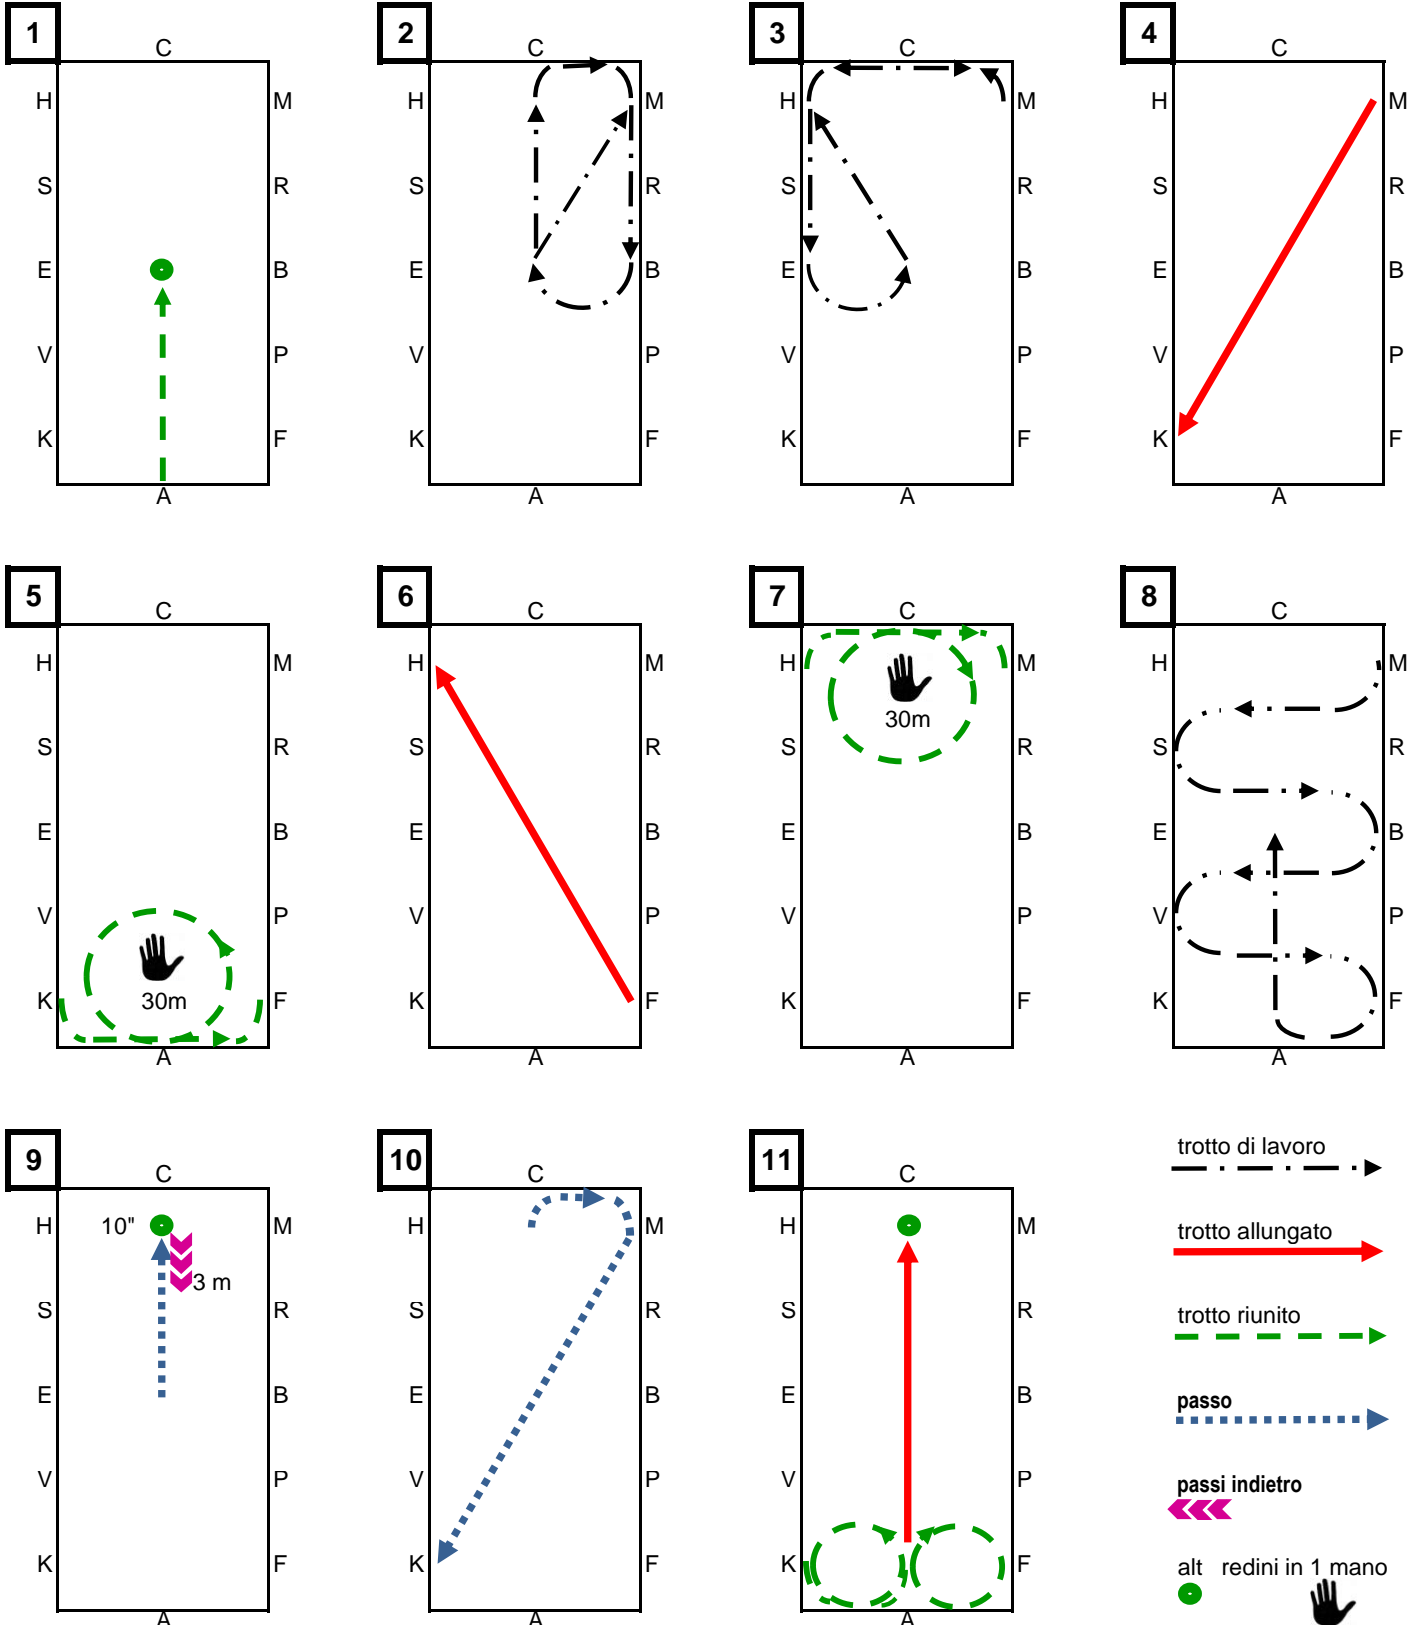 1 2 3 4
C C C C
H M H M H M H M
S R S R S R S R
E B E B E B E B
V P V P V P V P
K F K F K F K F
A A A A
5 6 7 8
C C C C
H M H M H M H M
30m
S R S R S R S R
E B E B E B E B
V P V P V P V P
K 30m F K F K F K F
A A A A
9 10 11
C C C
trotto di lavoro
H 10" M H M H M
trotto allungato
3 m
S R S R S R
trotto riunito
E B E B E B
passo
V P V P V P
passi indietro
K F K F K F
alt redini in 1 mano
A A A